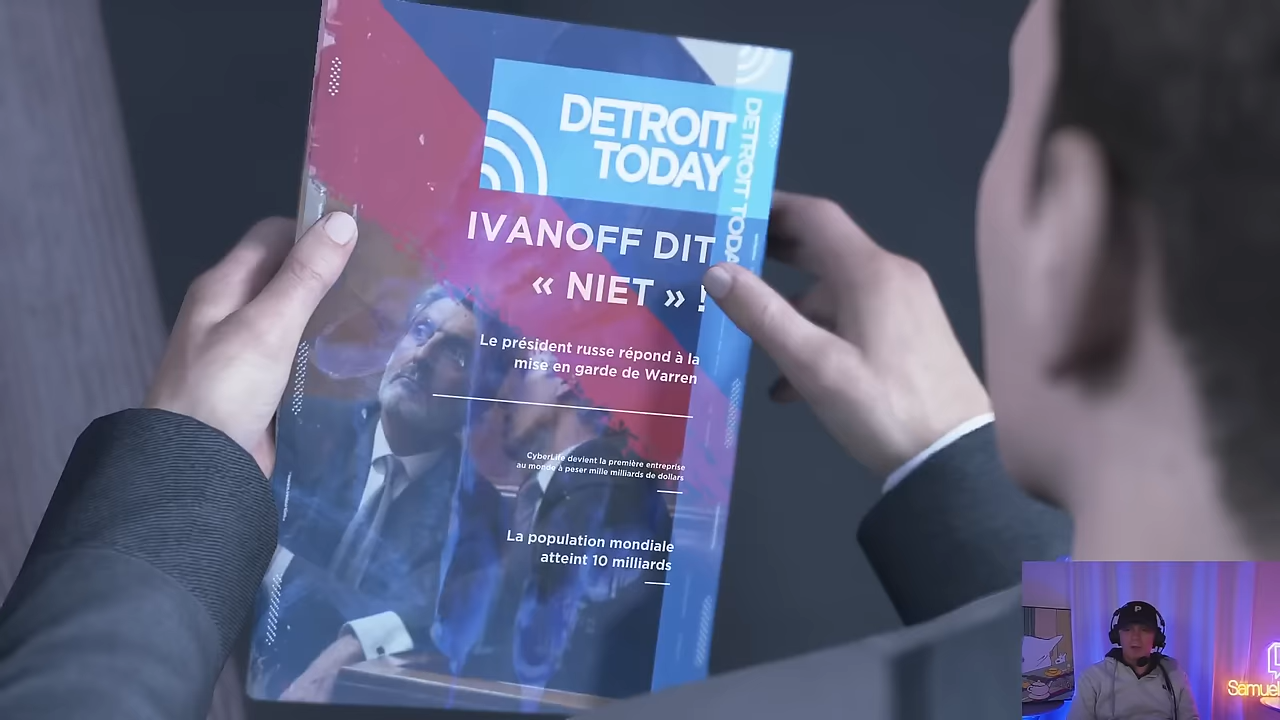 DETROIT
TODAY
DETROIT TODAY
IVANOFF DIT
« NIET » !
Le président russe répond à la
mise en garde de Warren
CyberLife devient la première entreprise
au monde à peser mille milliards de dollars
La population mondiale
atteint 10 milliards
P
Samuel